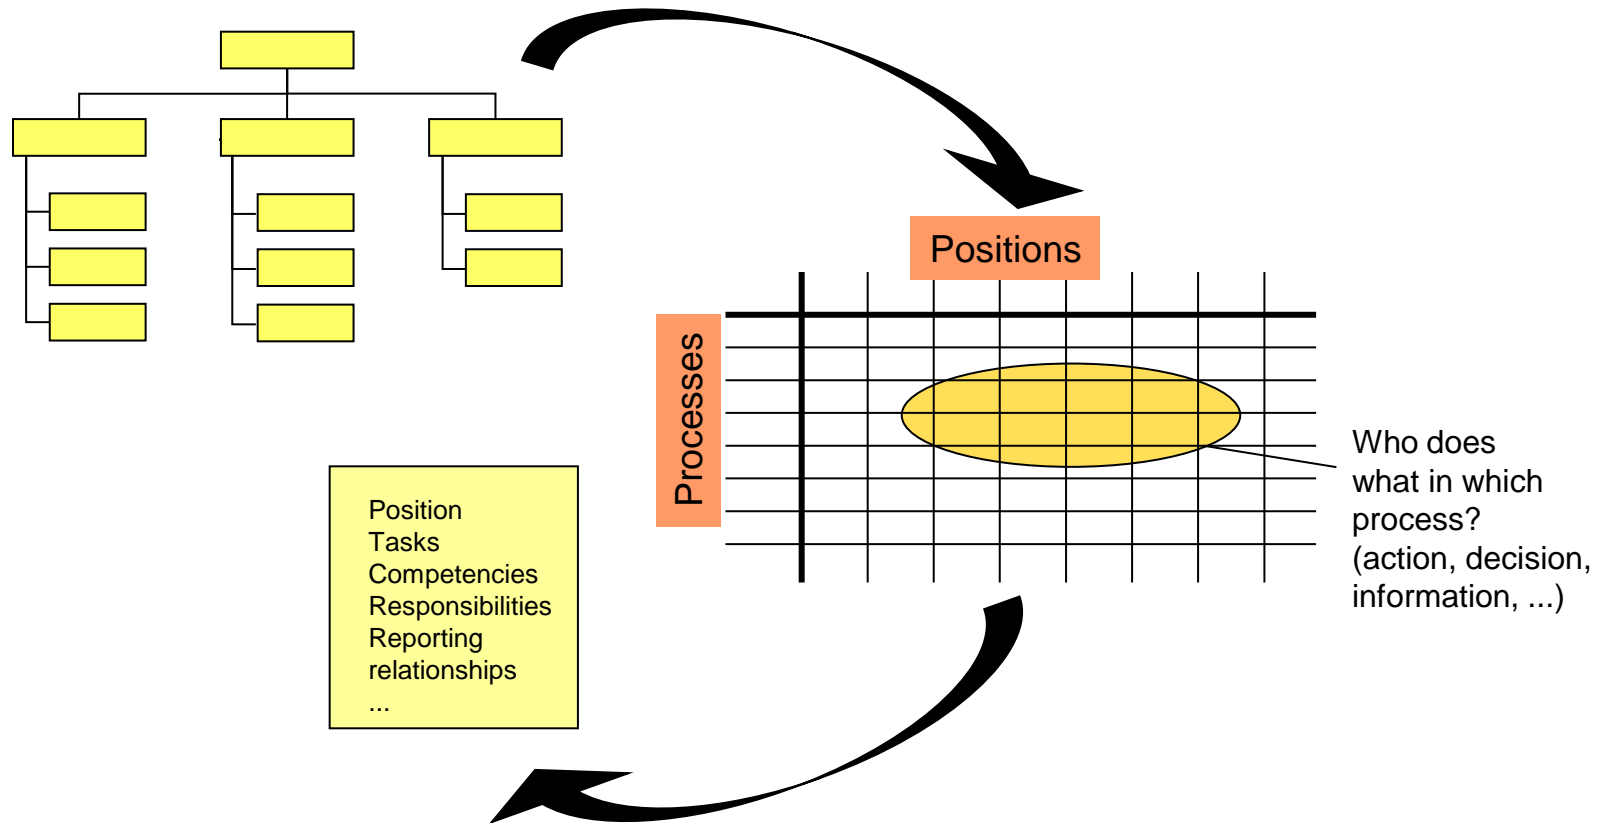 Positions
Processes
Who does
what in which
process?
(action, decision,
information, ...)
Position
Tasks
Competencies
Responsibilities
Reporting
relationships
...